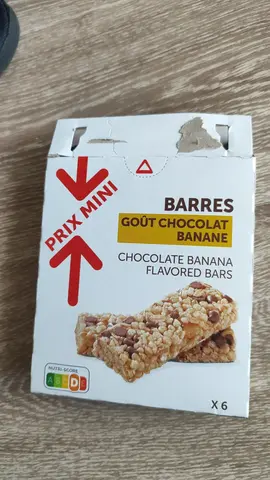 PRIX MINI
BARRES
GOÛT CHOCOLAT
BANANE
CHOCOLATE BANANA
FLAVORED BARS
NUTRI-SCORE
A B C D E
X 6